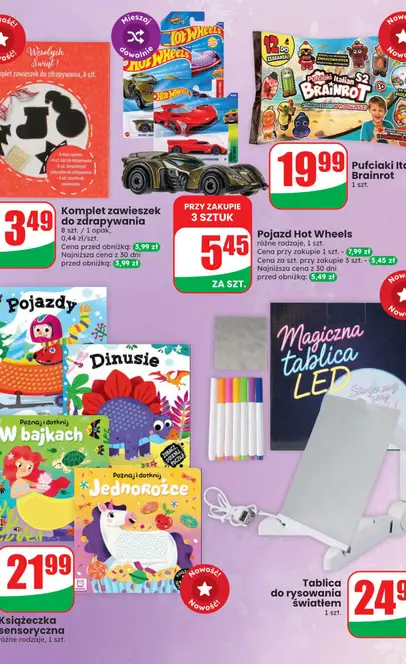 Nowość!
Wesołych
Świąt!
komplet zawieszek do zdrapywania, 8 szt.
3,49
Komplet zawieszek
do zdrapywania
8 szt. / 1 opak.
0,44 zł/szt.
Cena przed obniżką: 3,99 zł
Najniższa cena z 30 dni
przed obniżką: 3,99 zł
Mieszaj
dowolnie
Hot Wheels
Hot Wheels
PRZY ZAKUPIE
3 SZTUK
5,45
ZA SZT.
Pojazd Hot Wheels
różne rodzaje, 1 szt.
Cena przy zakupie 1 szt. - 7,99 zł
Cena za szt. przy zakupie 3 szt. - 5,45 zł
Najniższa cena z 30 dni
przed obniżką: 5,49 zł
12 DO
Pufciaki Italian S2
BRAINROT
Nowość!
19,99
Pufciaki Ita
Brainrot
1 szt.
Pojazdy
Poznaj i dotknij
Dinusie
Poznaj i dotknij
W bajkach
Poznaj i dotknij
Jednorożce
21,99
Nowość!
Książeczka
sensoryczna
różne rodzaje, 1 szt.
Magiczna
tablica
LED
Tablica
do rysowania
światłem
1 szt.
24,9
Nowość!